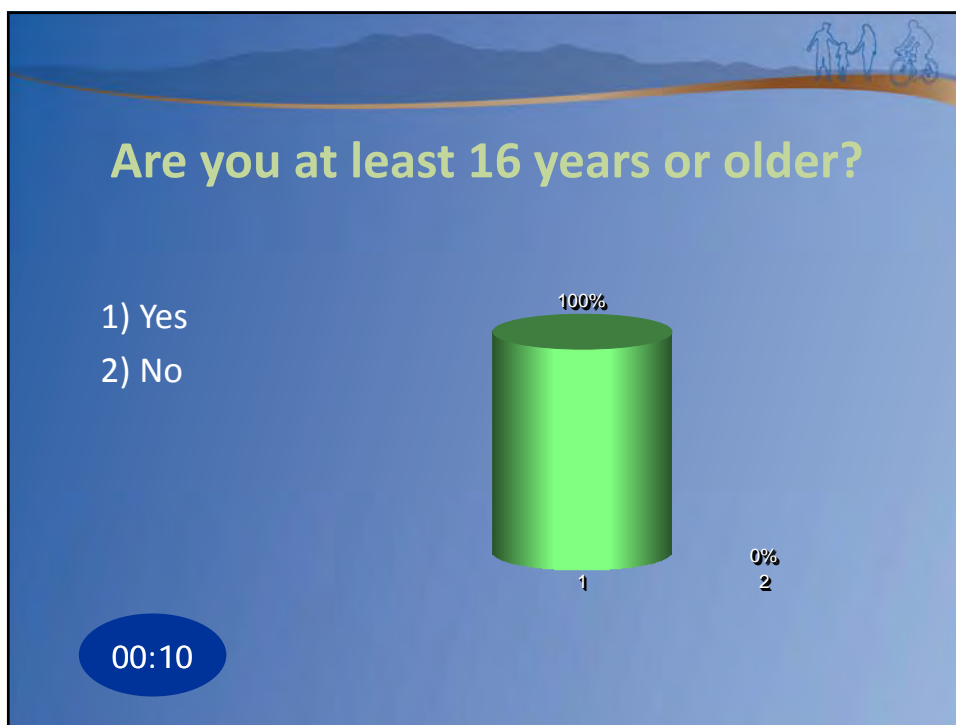 Are you at least 16 years or older?
1) Yes
2) No
100%
0%
1
2
00:10